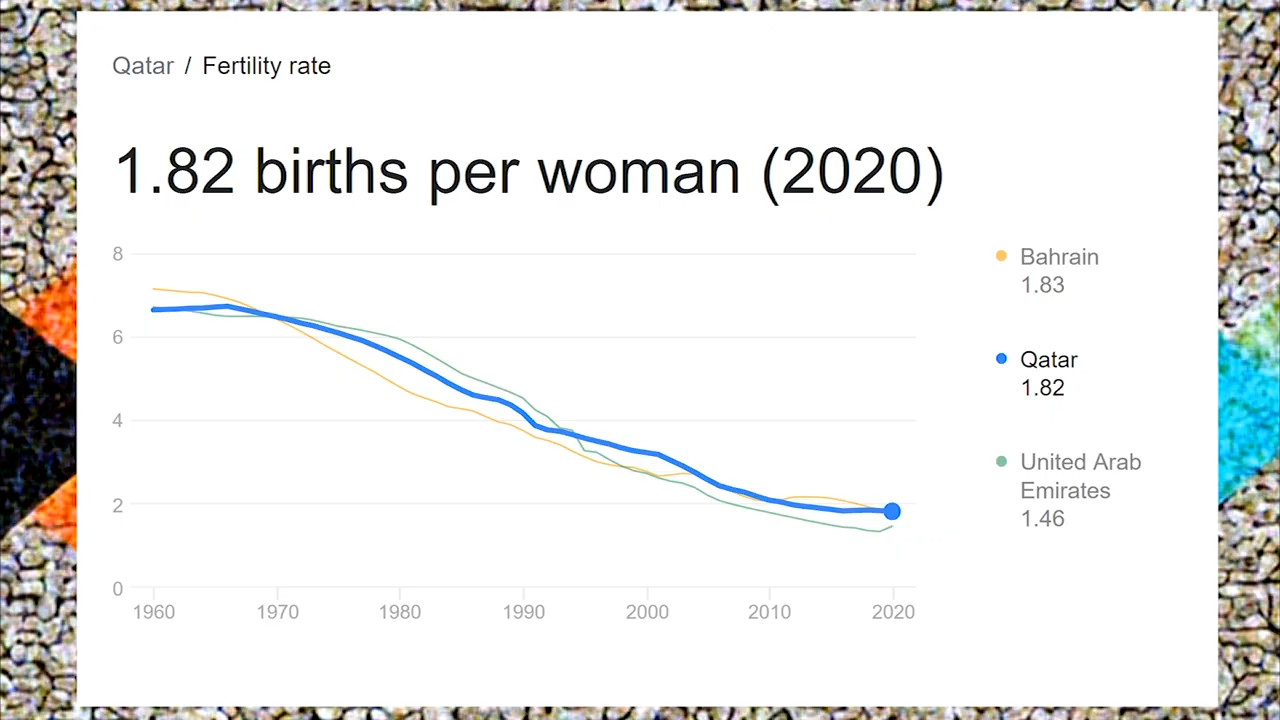 Qatar / Fertility rate
1.82 births per woman (2020)
8
6
4
2
0
1960 1970 1980 1990 2000 2010 2020
Bahrain
1.83
Qatar
1.82
United Arab
Emirates
1.46